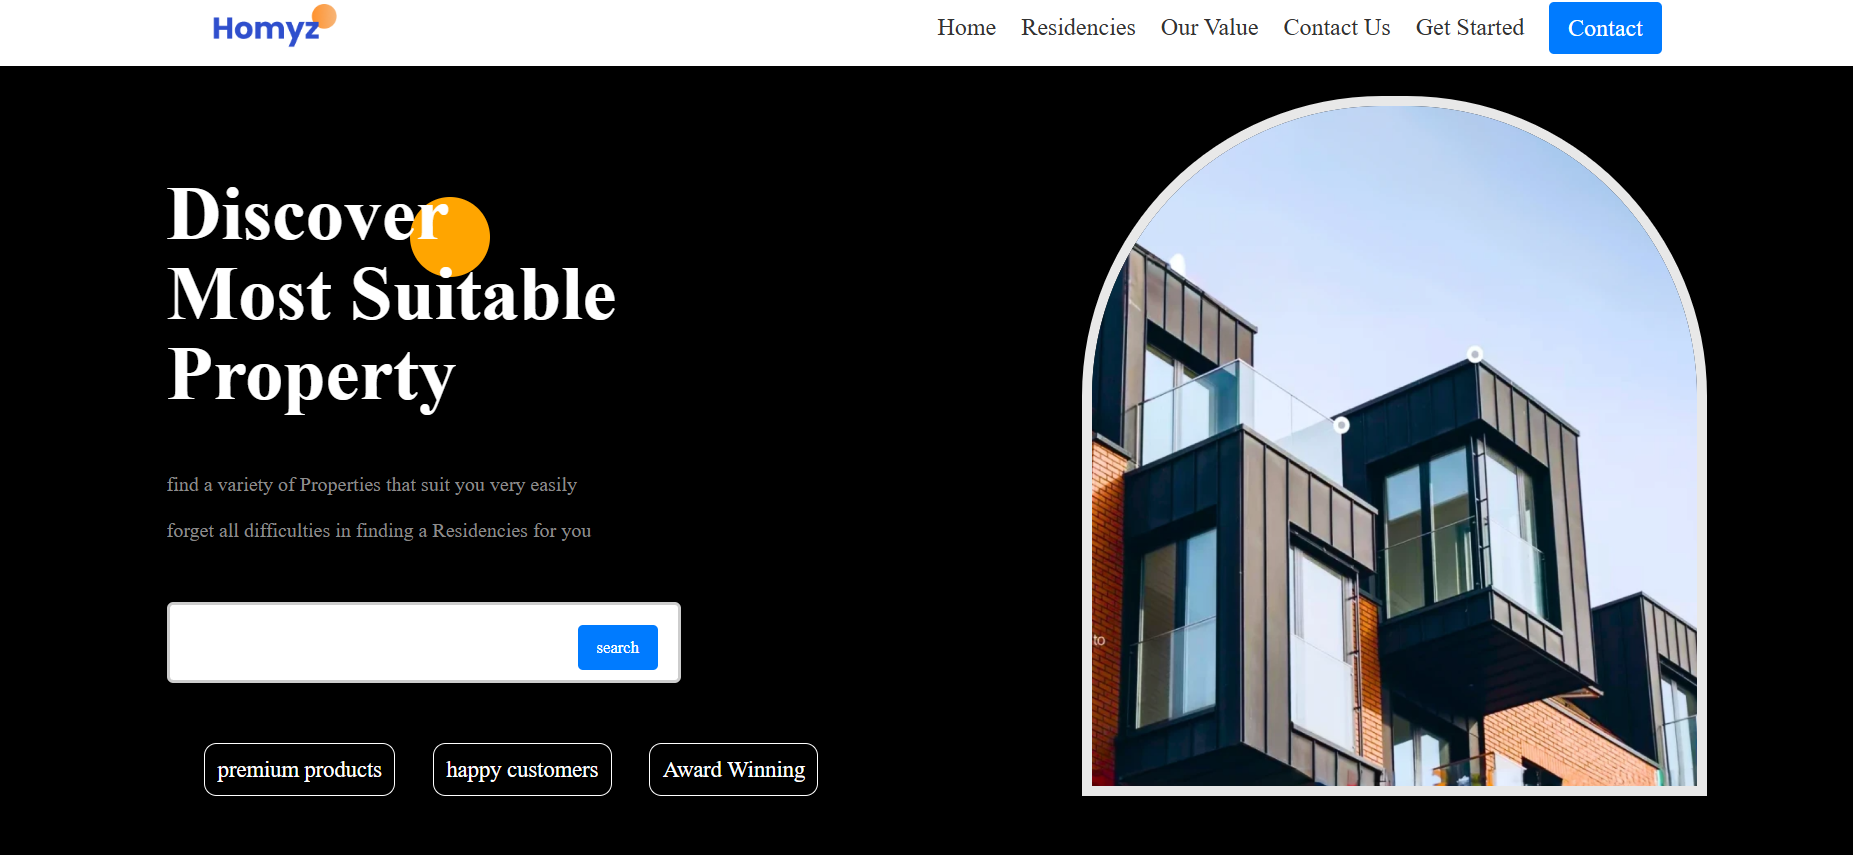 Homyz
Home Residencies Our Value Contact Us Get Started Contact
Discover
Most Suitable
Property
find a variety of Properties that suit you very easily
forget all difficulties in finding a Residencies for you
search
premium products happy customers Award Winning
to